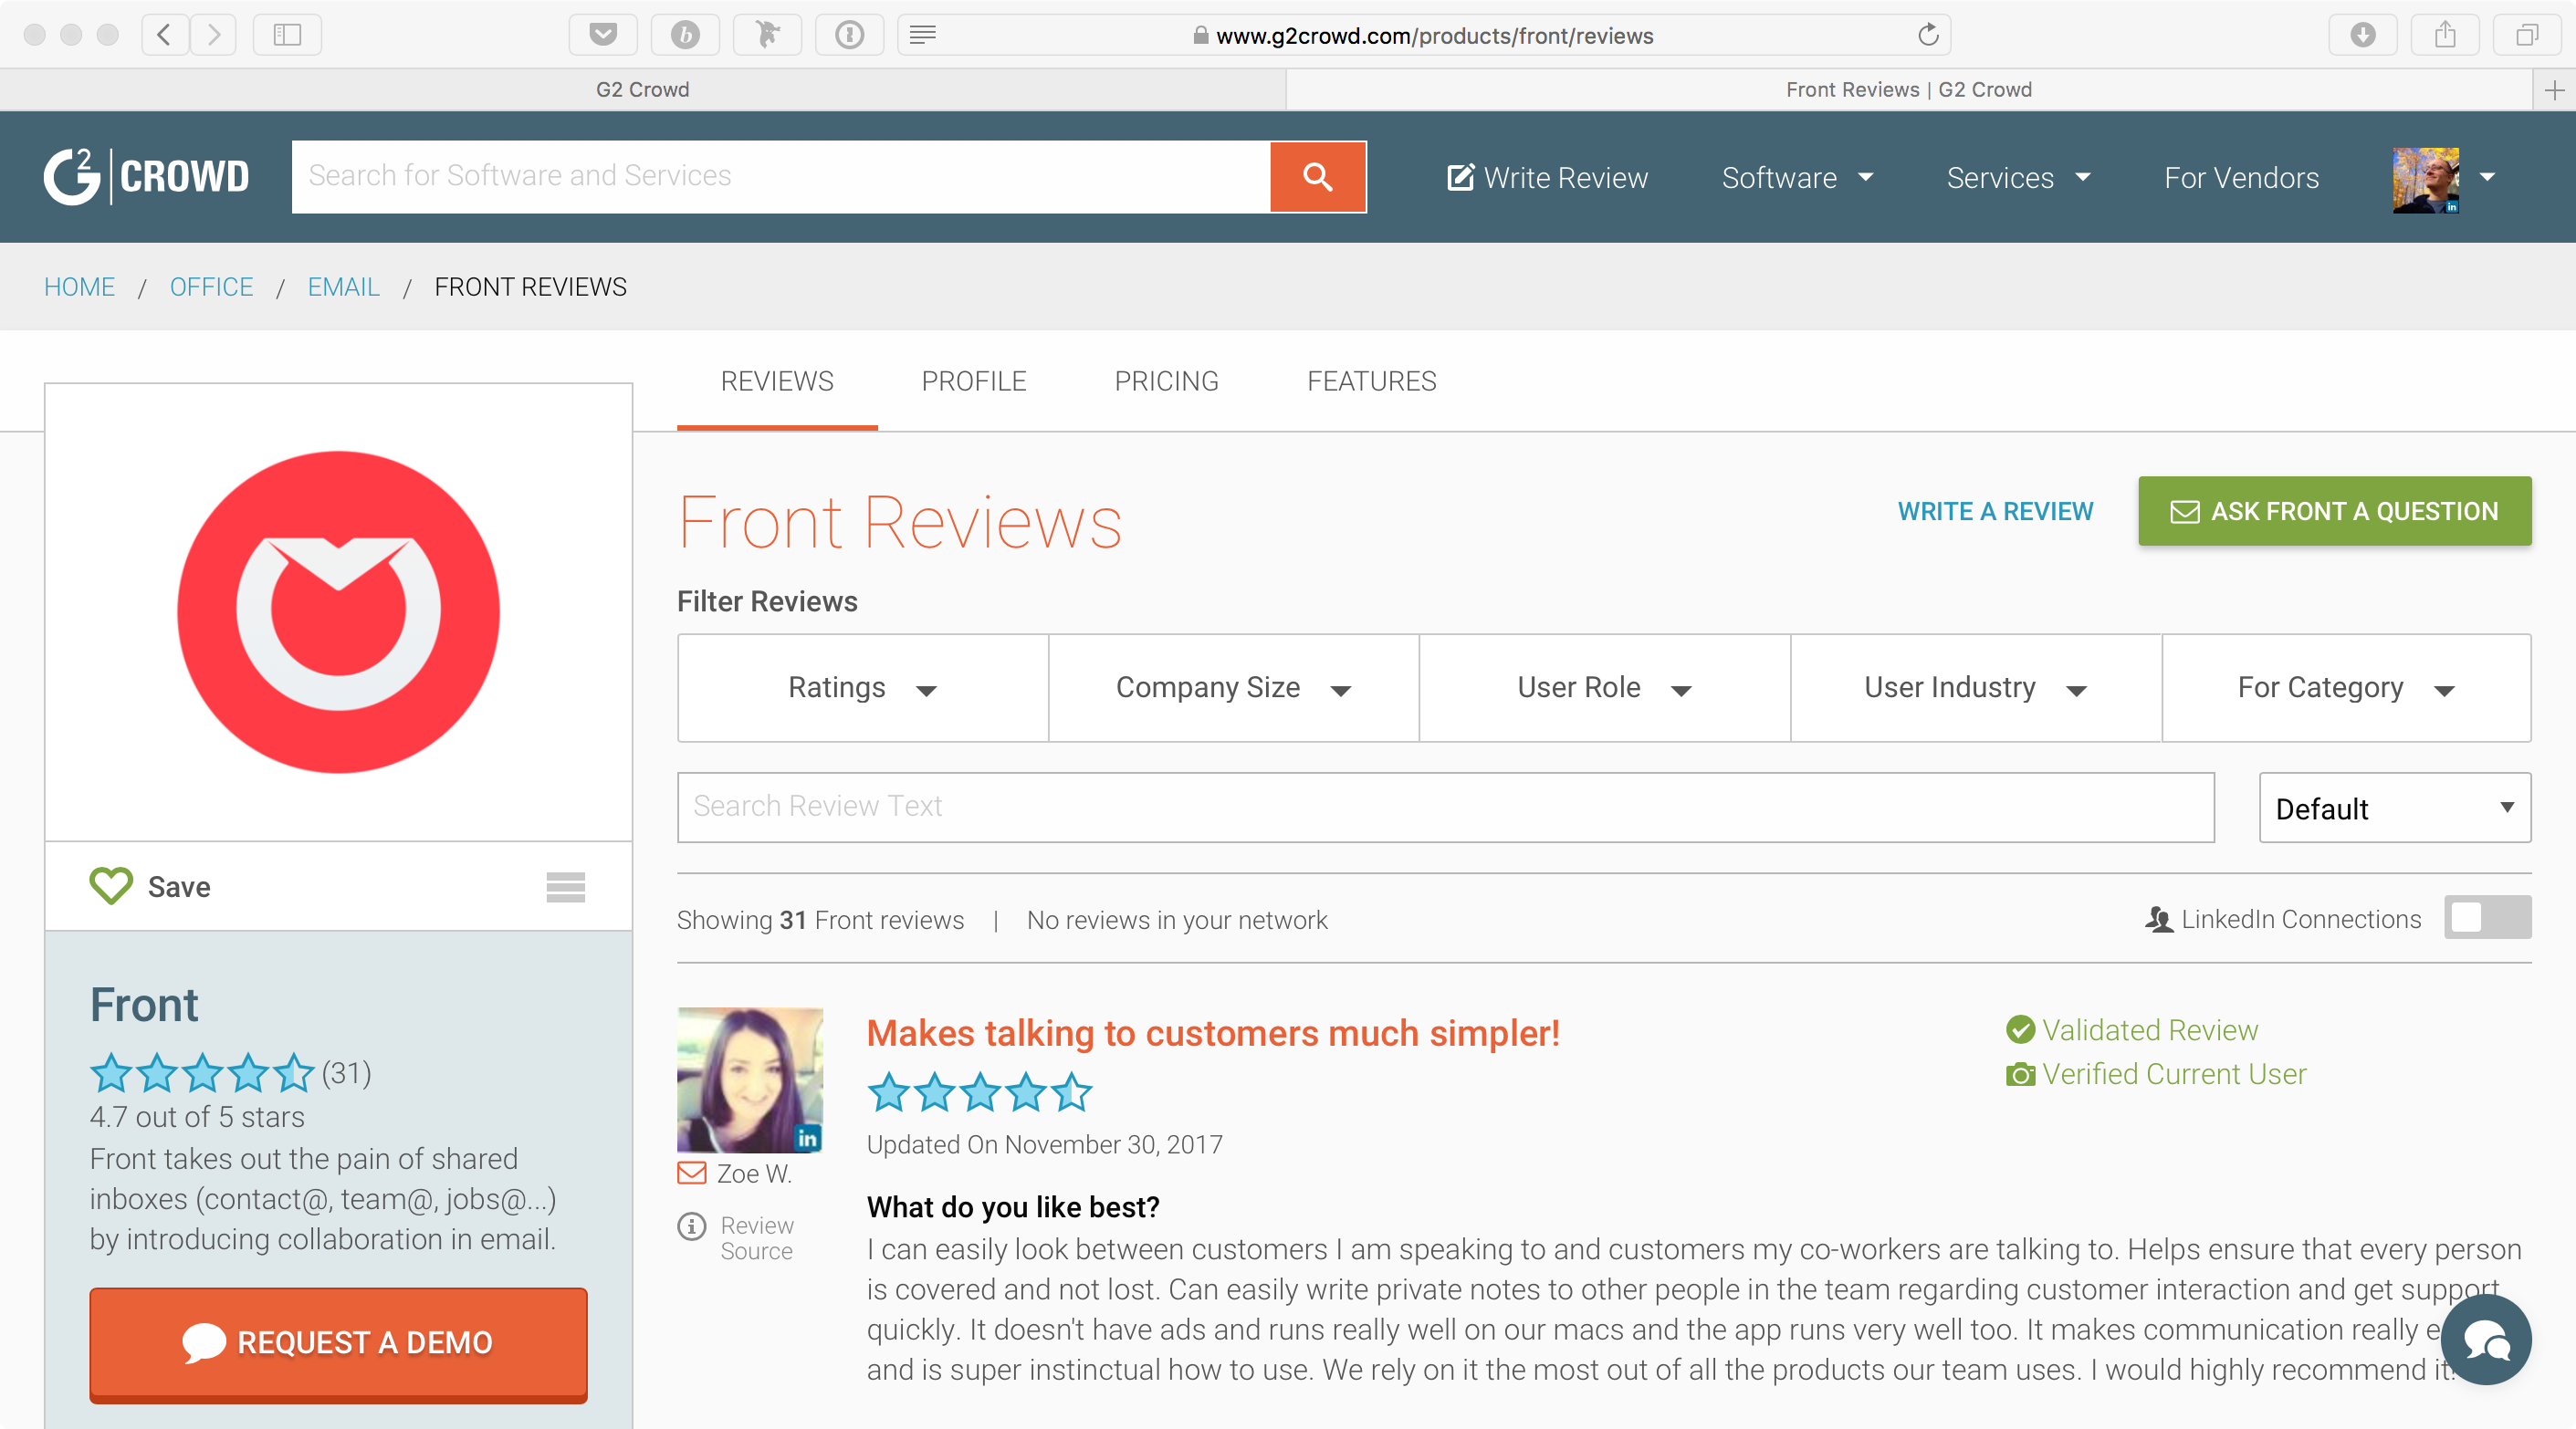 www.g2crowd.com/products/front/reviews
G2 Crowd
Front Reviews | G2 Crowd
G2 | CROWD
Search for Software and Services
Write Review
Software
Services
For Vendors
in
HOME / OFFICE / EMAIL / FRONT REVIEWS
REVIEWS
PROFILE
PRICING
FEATURES
Front Reviews
WRITE A REVIEW
ASK FRONT A QUESTION
Filter Reviews
Ratings
Company Size
User Role
User Industry
For Category
Search Review Text
Default
Save
Showing 31 Front reviews | No reviews in your network
LinkedIn Connections
Front
(31)
4.7 out of 5 stars
Front takes out the pain of shared
inboxes (contact@, team@, jobs@...)
by introducing collaboration in email.
REQUEST A DEMO
in
Zoe W.
Review
Source
Makes talking to customers much simpler!
Validated Review
Verified Current User
Updated On November 30, 2017
What do you like best?
I can easily look between customers I am speaking to and customers my co-workers are talking to. Helps ensure that every person
is covered and not lost. Can easily write private notes to other people in the team regarding customer interaction and get support
quickly. It doesn't have ads and runs really well on our macs and the app runs very well too. It makes communication really
and is super instinctual how to use. We rely on it the most out of all the products our team uses. I would highly recommend it!